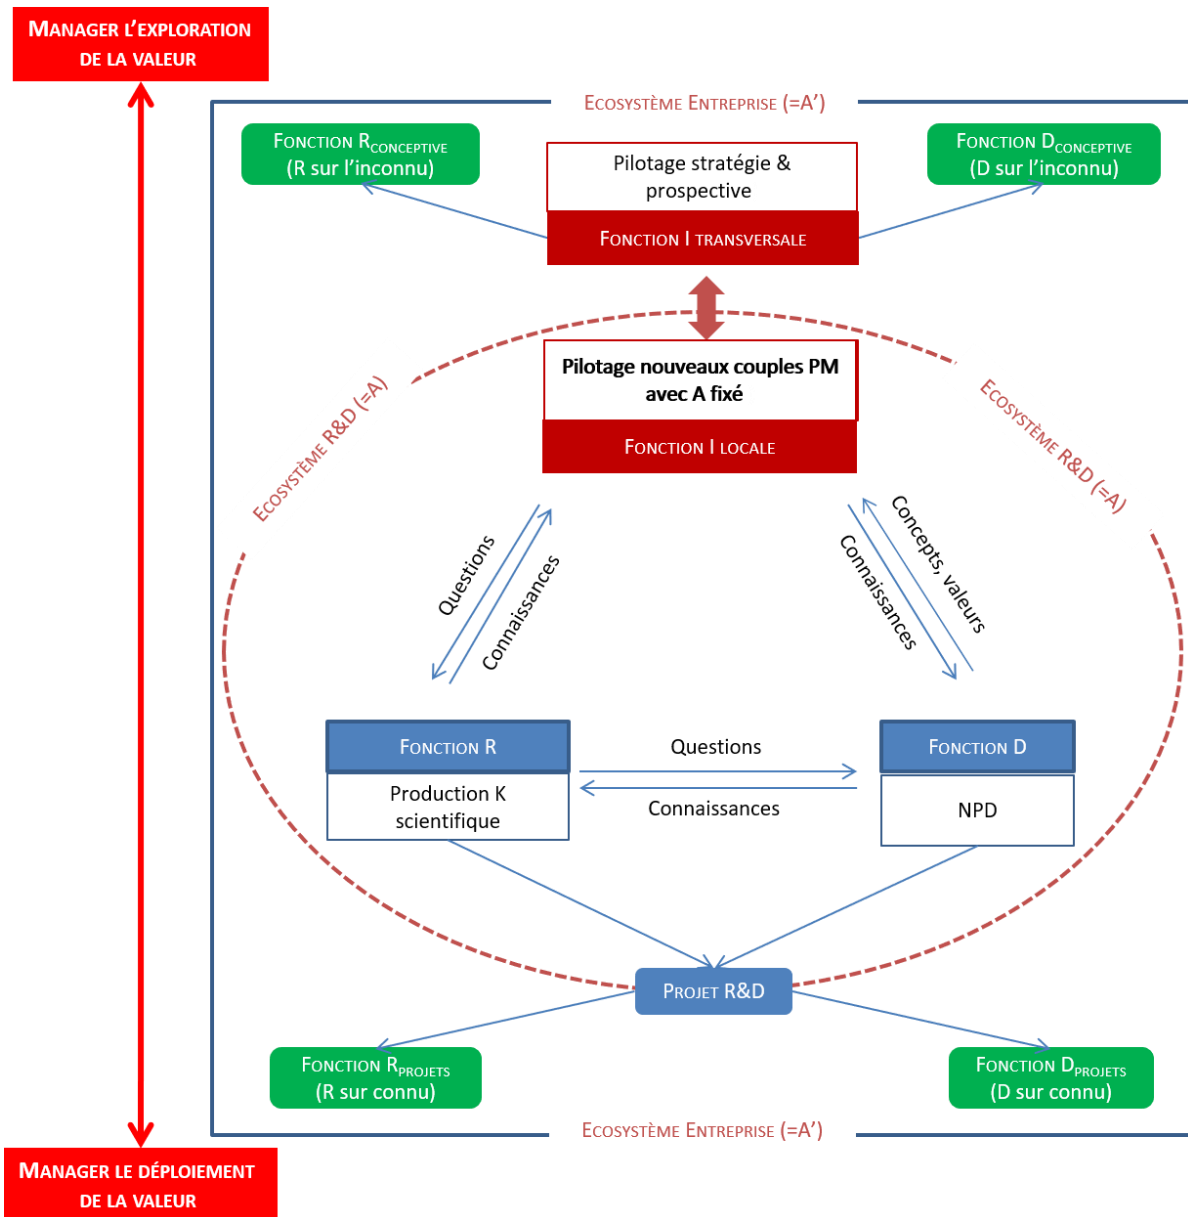 MANAGER L'EXPLORATION
DE LA VALEUR
ECOSYSTÈME ENTREPRISE (=A')
FONCTION RCONCEPTIVE
(R sur l'inconnu)
Pilotage stratégie &
prospective
FONCTION I TRANSVERSALE
FONCTION DCONCEPTIVE
(D sur l'inconnu)
Pilotage nouveaux couples PM
avec A fixé
FONCTION I LOCALE
ECOSYSTÈME R&D (=A)
ECOSYSTÈME R&D (=A)
Questions
Connaissances
Concepts, valeurs
Connaissances
FONCTION R
Production K
scientifique
Questions
Connaissances
FONCTION D
NPD
PROJET R&D
FONCTION RPROJETS
(R sur connu)
FONCTION DPROJETS
(D sur connu)
ECOSYSTÈME ENTREPRISE (=A')
MANAGER LE DÉPLOIEMENT
DE LA VALEUR